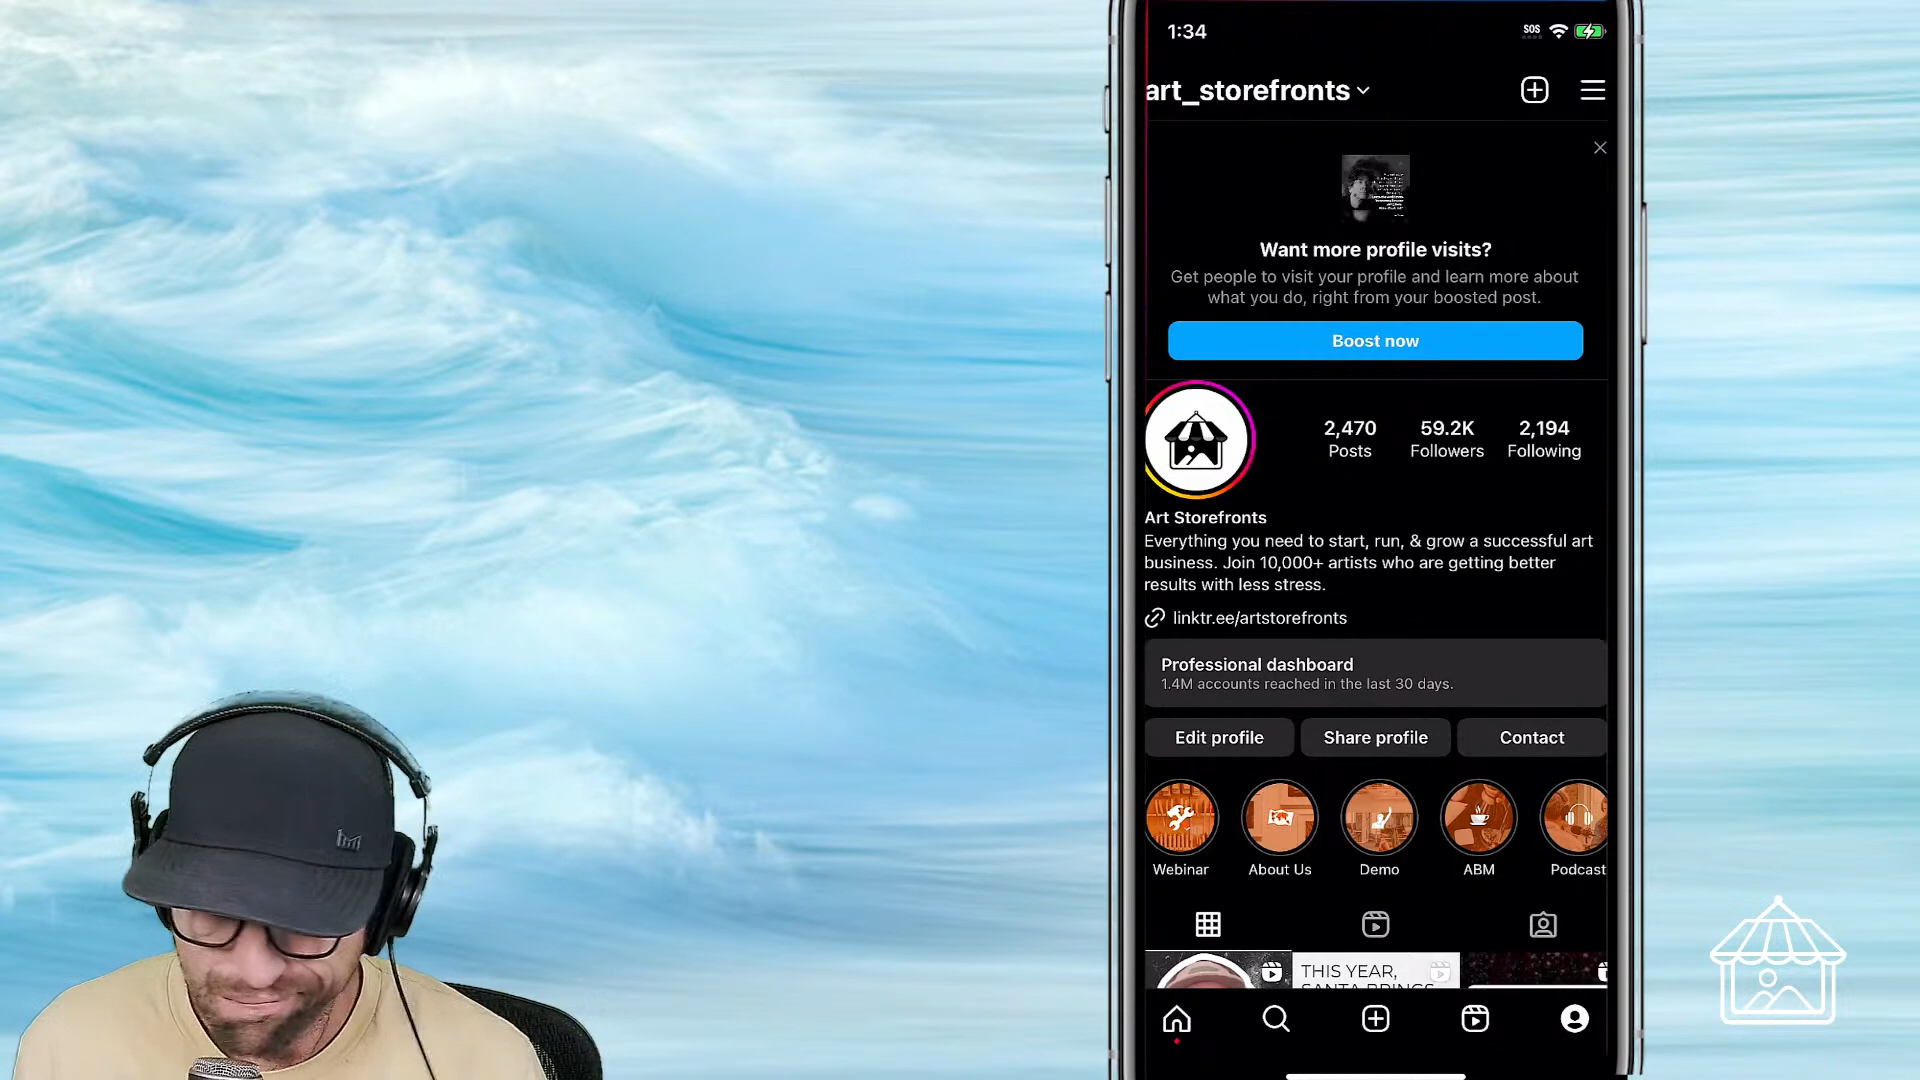 1:34
SOS
art_storefronts
Want more profile visits?
Get people to visit your profile and learn more about
what you do, right from your boosted post.
Boost now
2,470 59.2K 2,194
Posts Followers Following
Art Storefronts
Everything you need to start, run, & grow a successful art
business. Join 10,000+ artists who are getting better
results with less stress.
linktr.ee/artstorefronts
Professional dashboard
1.4M accounts reached in the last 30 days.
Edit profile Share profile Contact
Webinar About Us Demo ABM Podcast
THIS YEAR,
SANTA BRINGS